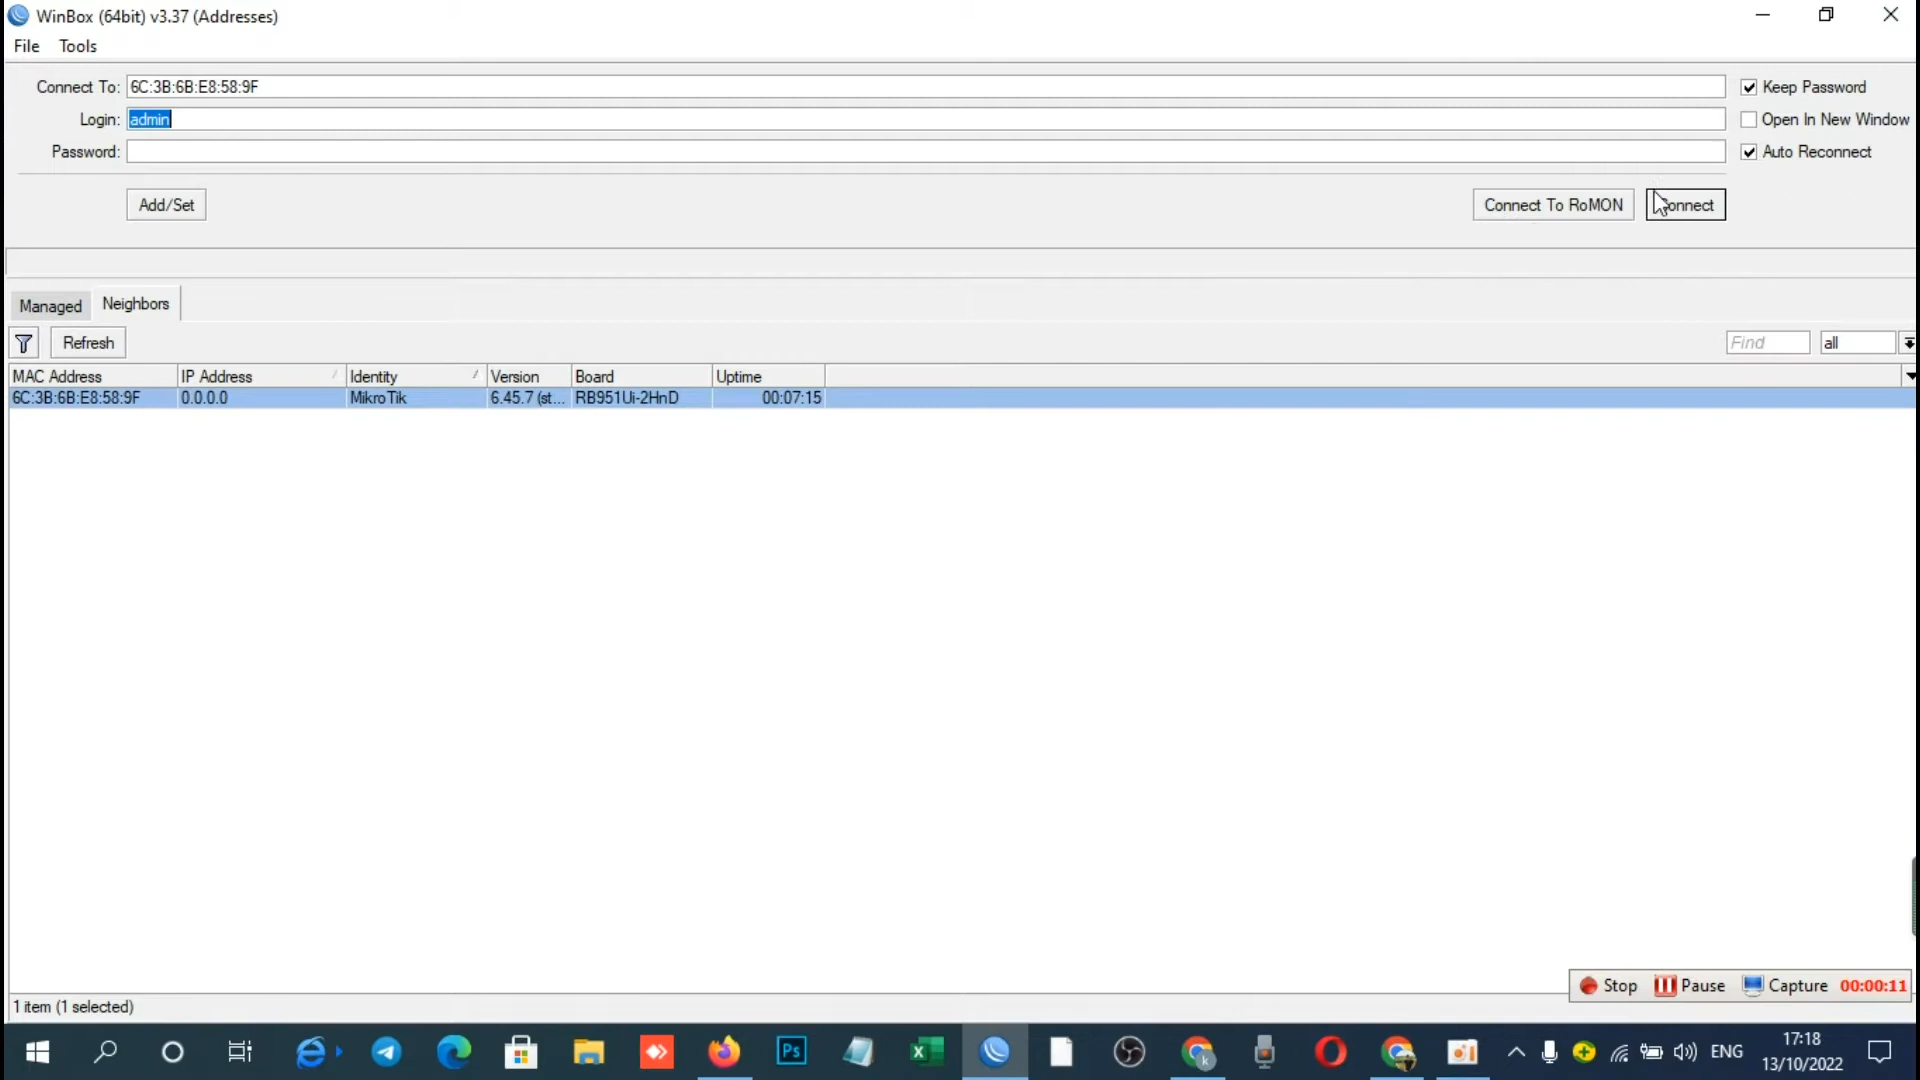 WinBox (64bit) v3.37 (Addresses)
File Tools
Connect To: 6C:3B:6B:E8:58:9F
Keep Password
Login: admin
Open In New Window
Password:
Auto Reconnect
Add/Set
Connect To RoMON
Connect
Managed Neighbors
Refresh
Find
all
MAC Address IP Address Identity Version Board Uptime
6C:3B:6B:E8:58:9F 0.0.0.0 MikroTik 6.45.7 (st... RB951Ui-2HnD 00:07:15
Stop Pause Capture 00:00:11
1 item (1 selected)
Ps
k
ENG
17:18
13/10/2022